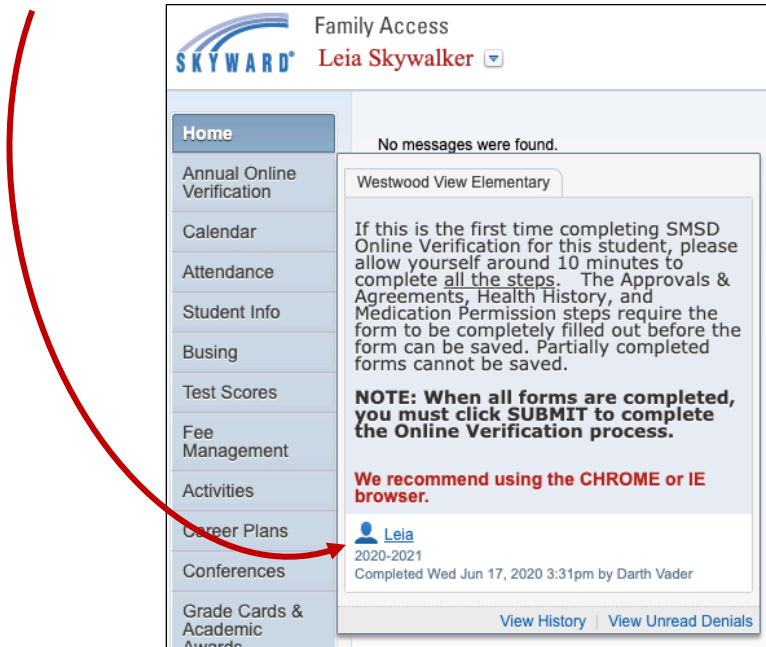 Family Access
SKYWARD®
Leia Skywalker
Home
Annual Online
Verification
Calendar
Attendance
Student Info
Busing
Test Scores
Fee
Management
Activities
Career Plans
Conferences
Grade Cards &
Academic
Awards
No messages were found.
Westwood View Elementary
If this is the first time completing SMSD
Online Verification for this student, please
allow yourself around 10 minutes to
complete all the steps. The Approvals &
Agreements, Health History, and
Medication Permission steps require the
form to be completely filled out before the
form can be saved. Partially completed
forms cannot be saved.
NOTE: When all forms are completed,
you must click SUBMIT to complete
the Online Verification process.
We recommend using the CHROME or IE
browser.
Leia
2020-2021
Completed Wed Jun 17, 2020 3:31pm by Darth Vader
View History | View Unread Denials